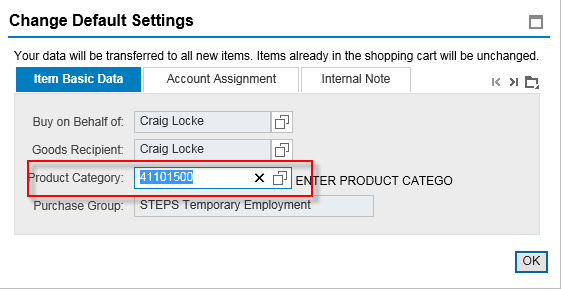 Change Default Settings
Your data will be transferred to all new items. Items already in the shopping cart will be unchanged.
Item Basic Data Account Assignment Internal Note
Buy on Behalf of: Craig Locke
Goods Recipient: Craig Locke
Product Category: 41101500 ENTER PRODUCT CATEGO
Purchase Group: STEPS Temporary Employment
OK